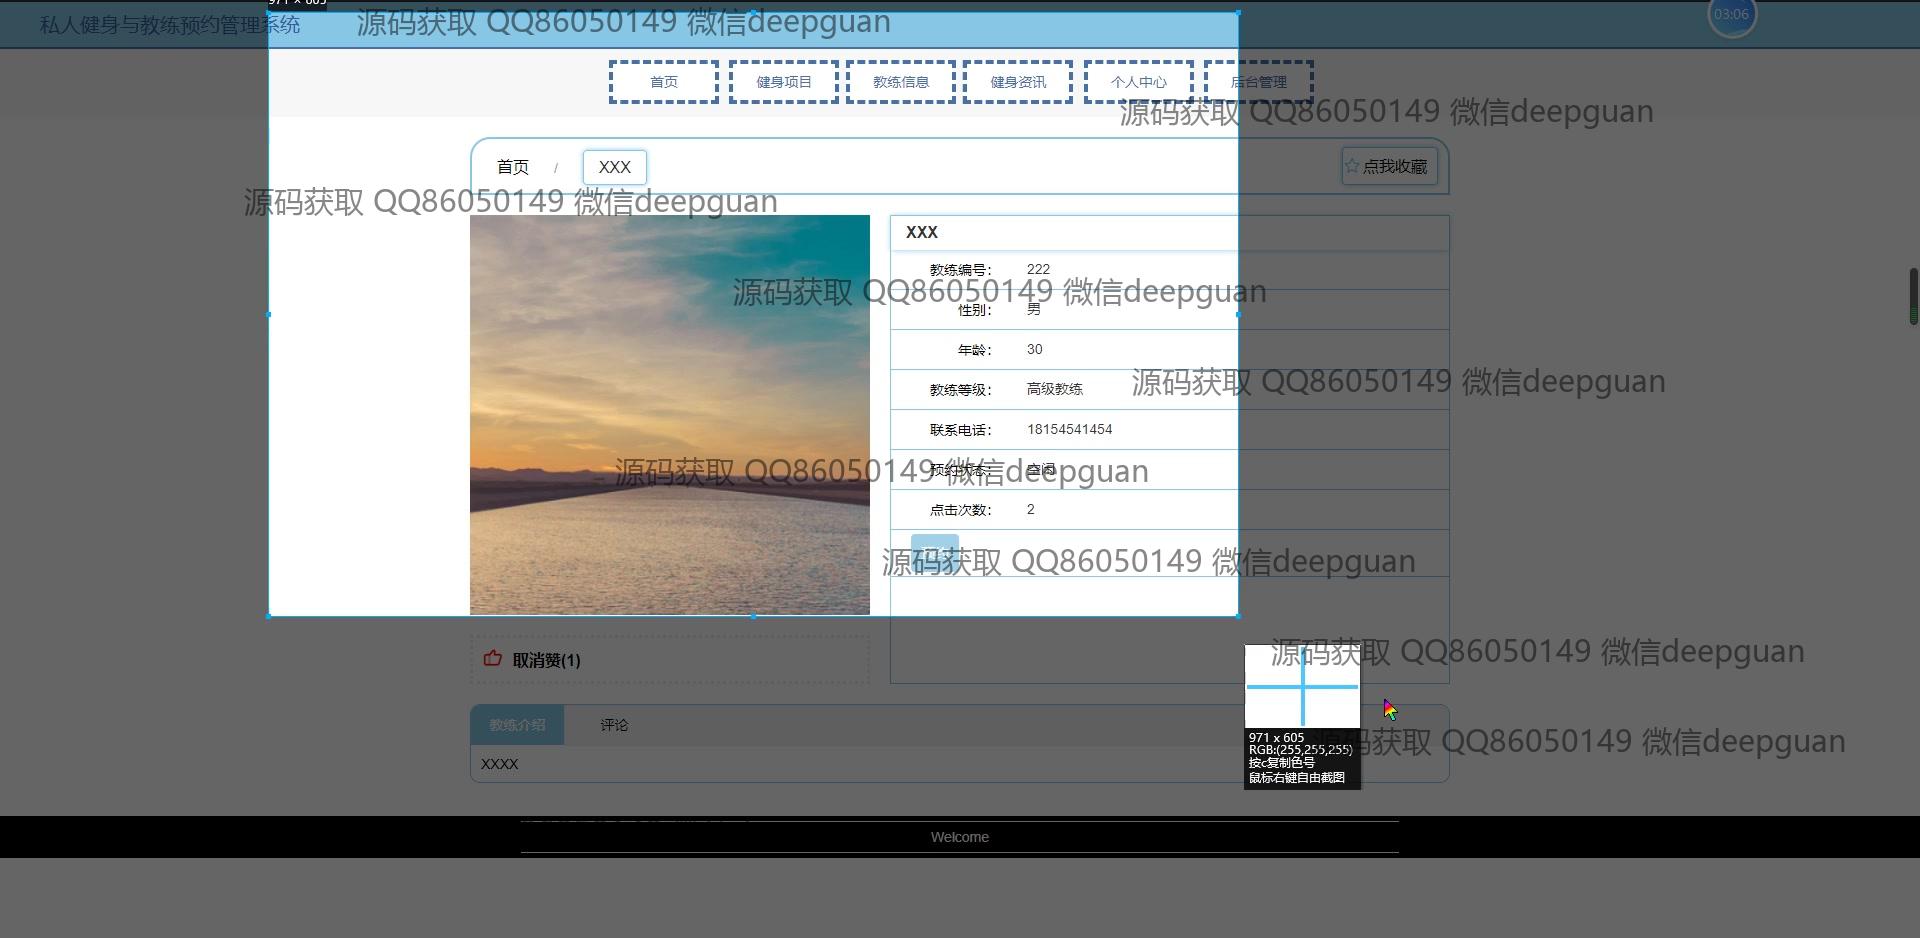 971 × 605
私人健身与教练预约管理系统
源码获取 QQ86050149 微信deepguan
03:06
首页
健身项目
教练信息
健身资讯
个人中心
后台管理
源码获取 QQ86050149 微信deepguan
首页 / XXX
点我收藏
源码获取 QQ86050149 微信deepguan
XXX
教练编号: 222
源码获取 QQ86050149 微信deepguan
性别: 男
年龄: 30
教练等级: 高级教练
源码获取 QQ86050149 微信deepguan
联系电话: 18154541454
预约状态: 空闲
源码获取 QQ86050149 微信deepguan
点击次数: 2
源码获取 QQ86050149 微信deepguan
取消赞(1)
源码获取 QQ86050149 微信deepguan
教练介绍
评论
源码获取 QQ86050149 微信deepguan
XXXX
971 x 605
RGB:(255,255,255)
按c复制色号
鼠标右键自由截图
Welcome